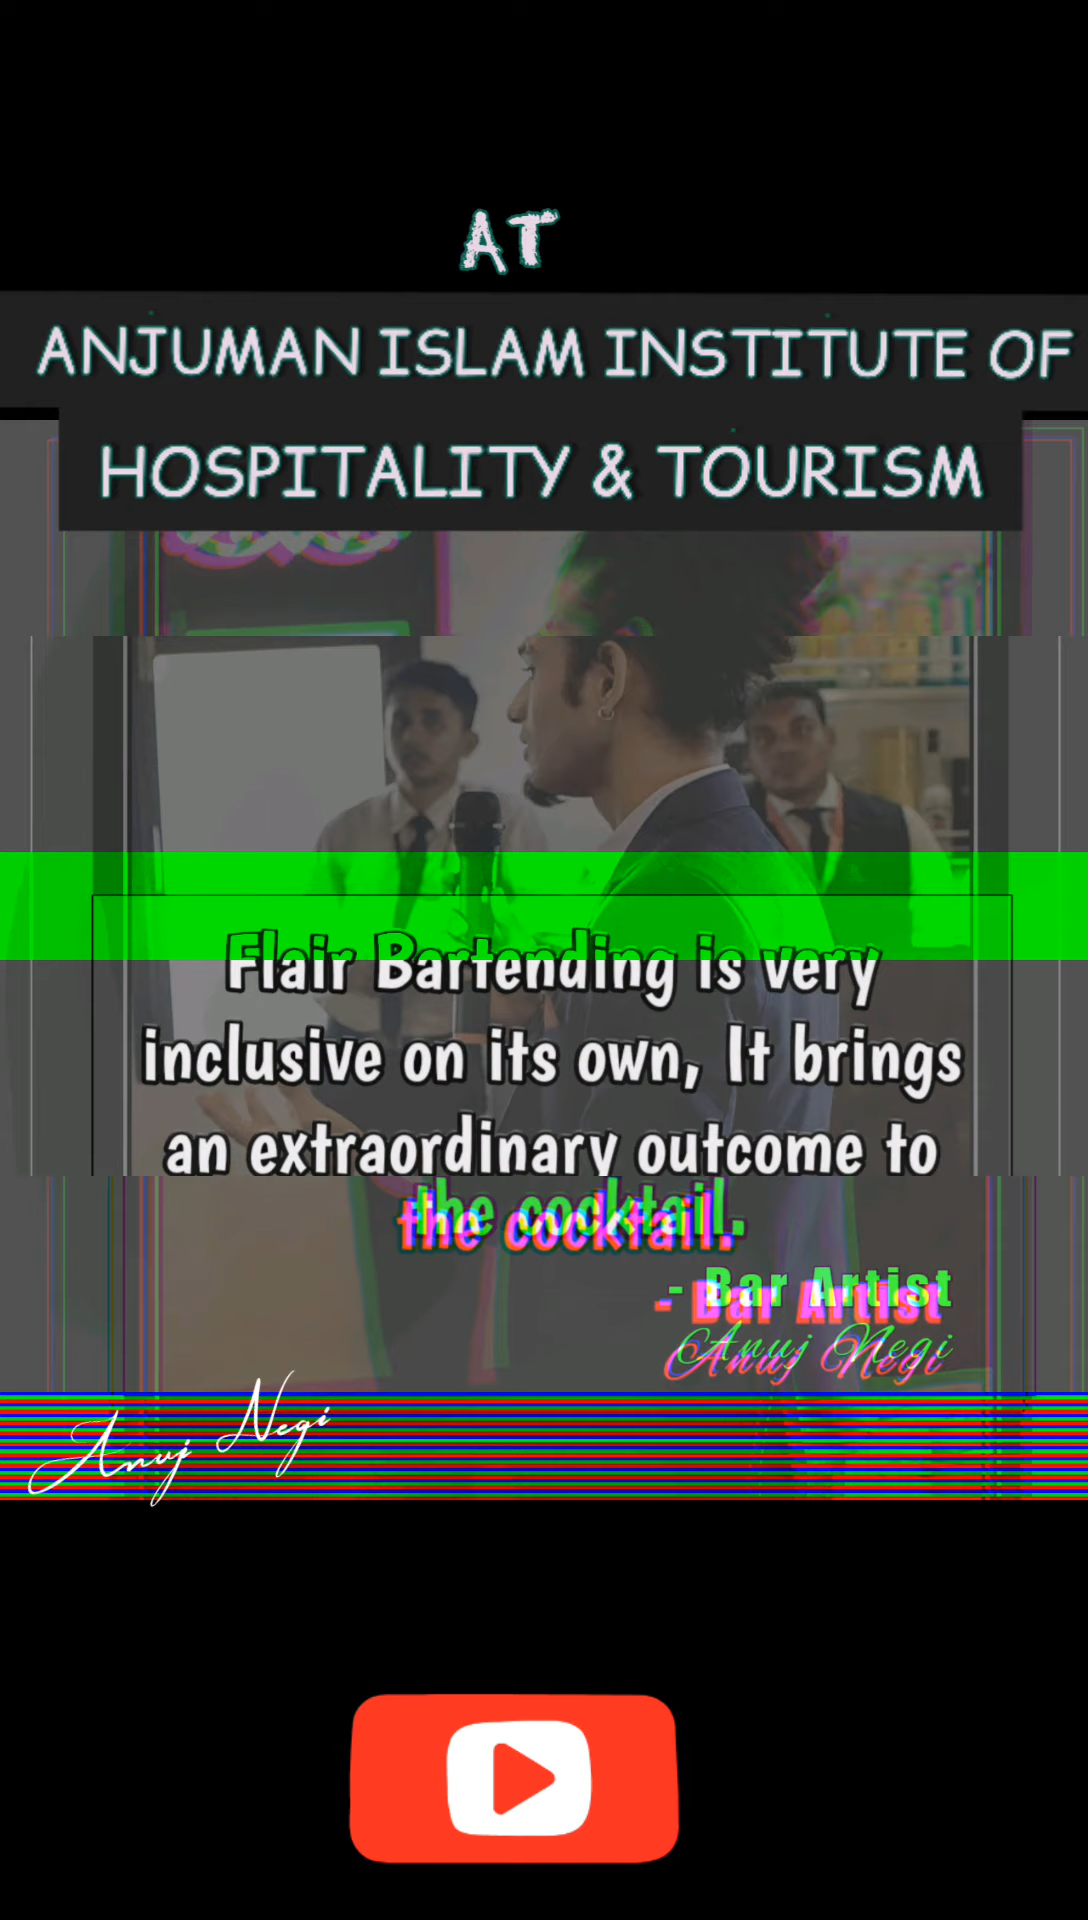 AT
ANJUMAN ISLAM INSTITUTE OF
HOSPITALITY & TOURISM
Flair Bartending is very
inclusive on its own, It brings
an extraordinary outcome to
the cocktail.
- Bar Artist
Anuj Negi
Anuj Negi